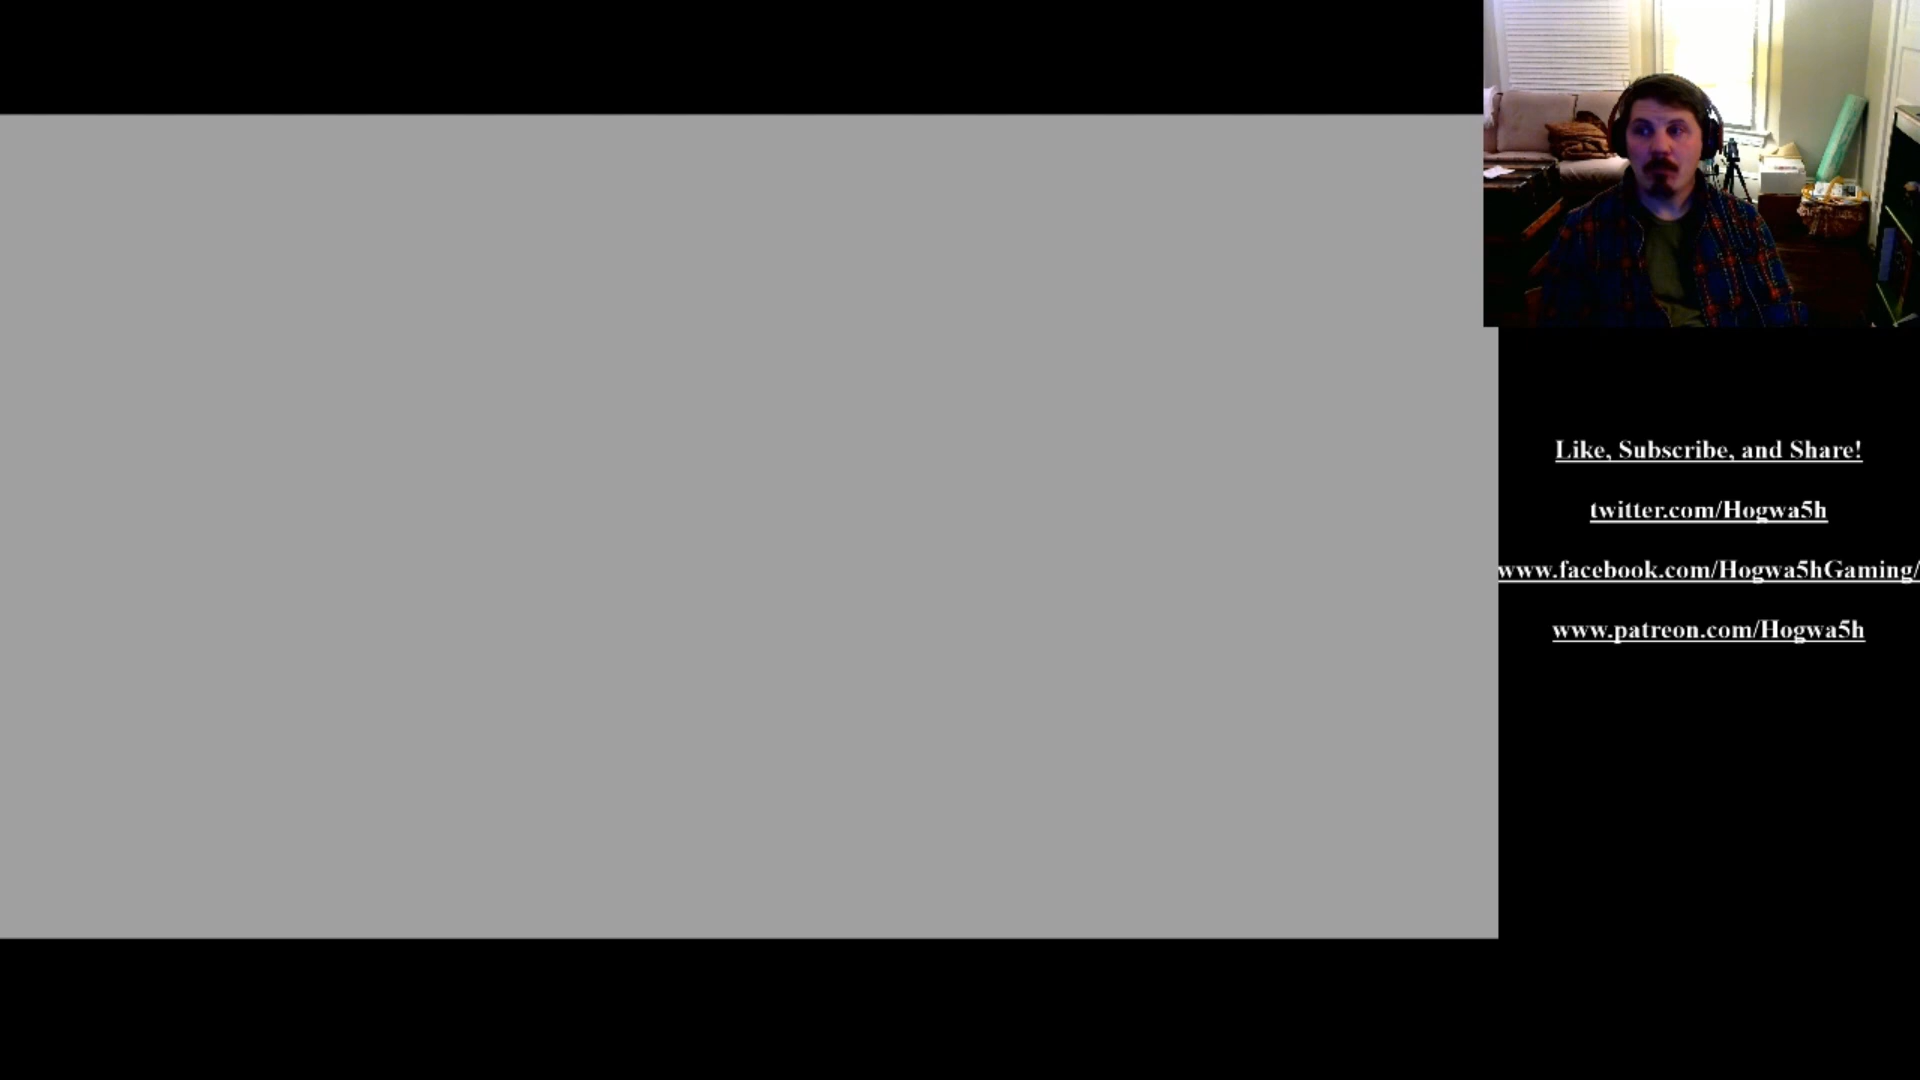 Like, Subscribe, and Share!
twitter.com/Hogwa5h
www.facebook.com/Hogwa5hGaming/
www.patreon.com/Hogwa5h